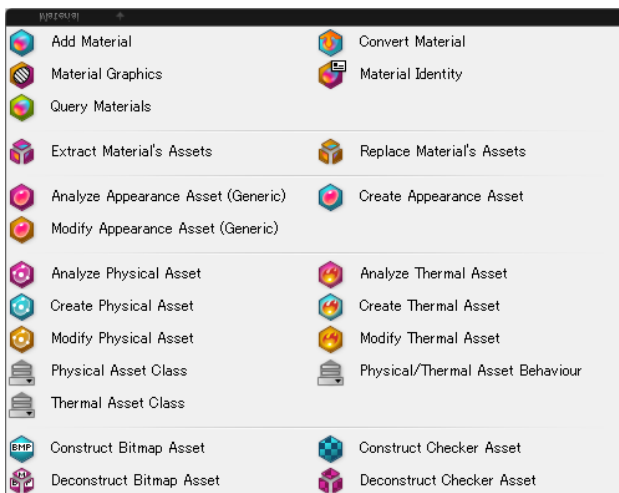 Material
Add Material
Convert Material
Material Graphics
Material Identity
Query Materials
Extract Material's Assets
Replace Material's Assets
Analyze Appearance Asset (Generic)
Create Appearance Asset
Modify Appearance Asset (Generic)
Analyze Physical Asset
Analyze Thermal Asset
Create Physical Asset
Create Thermal Asset
Modify Physical Asset
Modify Thermal Asset
Physical Asset Class
Physical/Thermal Asset Behaviour
Thermal Asset Class
BMP
Construct Bitmap Asset
Construct Checker Asset
Deconstruct Bitmap Asset
Deconstruct Checker Asset